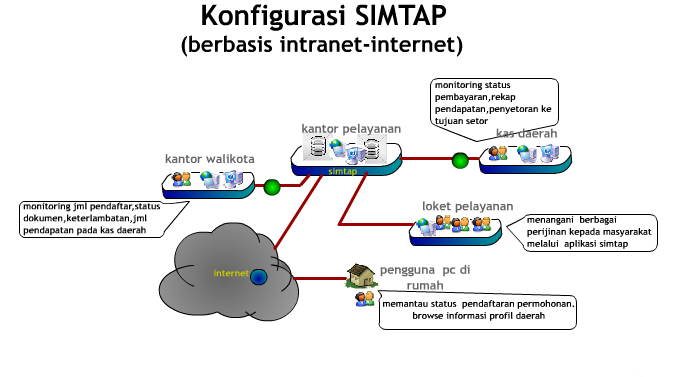 Konfigurasi SIMTAP
(berbasis intranet-internet)
monitoring status
pembayaran,rekap
pendapatan,penyetoran ke
tujuan setor
kantor pelayanan
kas daerah
kantor walikota
simtap
monitoring jml pendaftar,status
dokumen,keterlambatan,jml
pendapatan pada kas daerah
loket pelayanan
menangani berbagai
perijinan kepada masyarakat
melalui aplikasi simtap
internet
pengguna pc di
rumah
memantau status pendaftaran permohonan.
browse informasi profil daerah